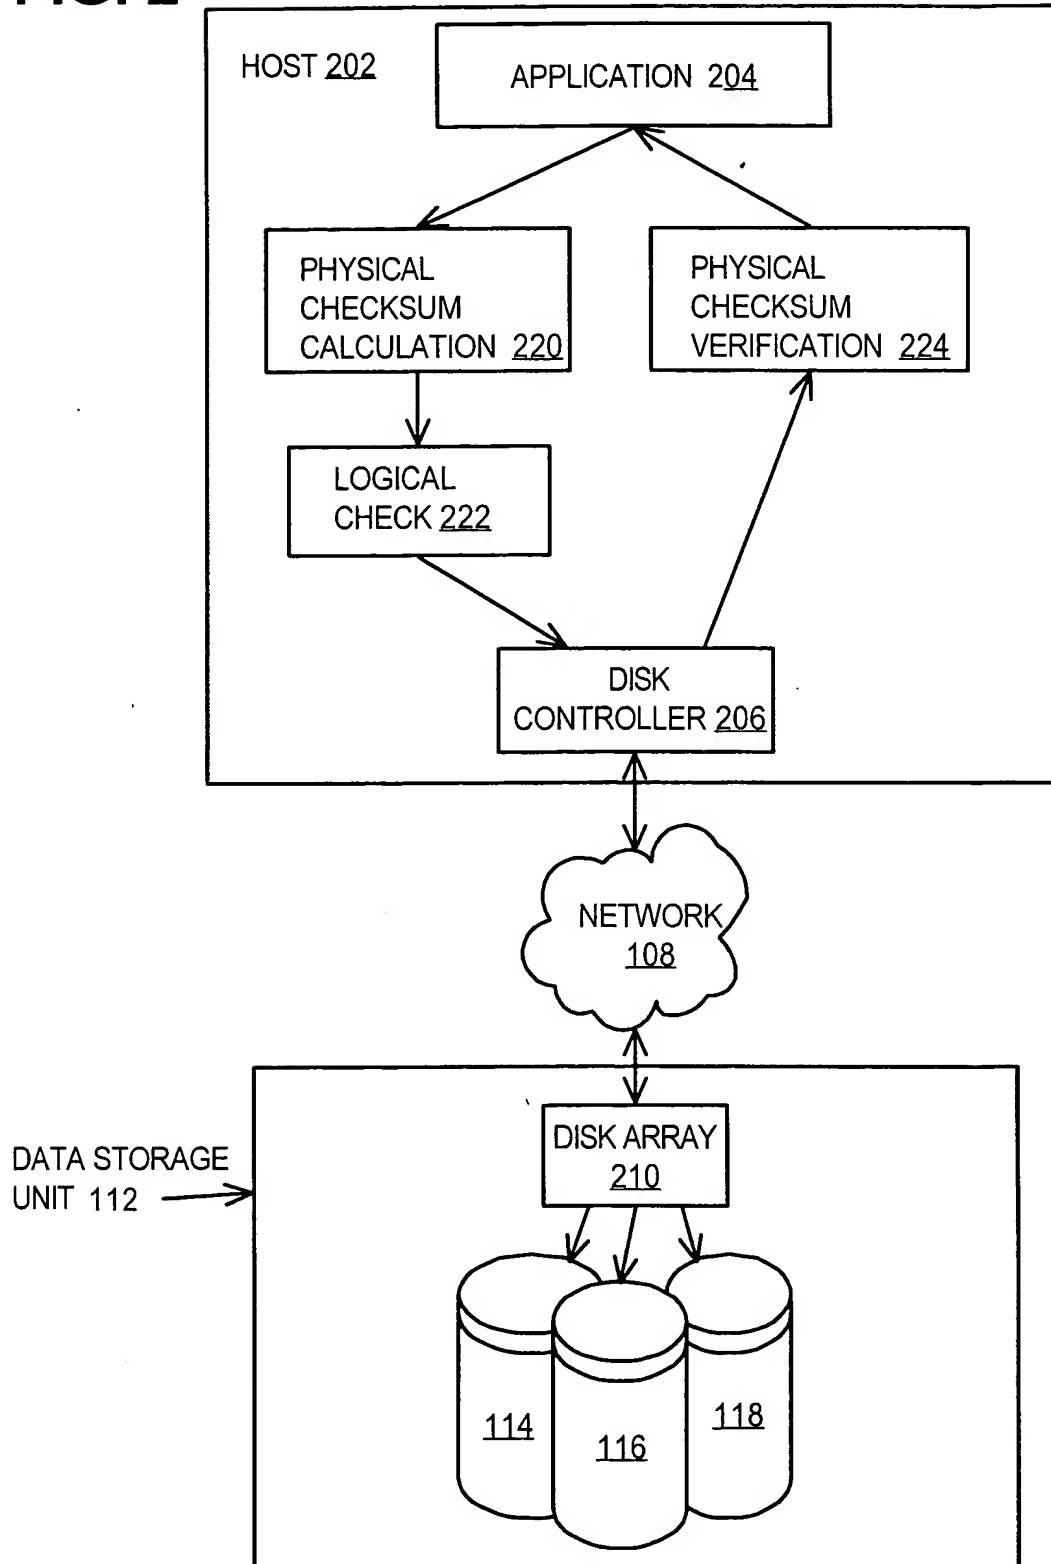 HOST 202
APPLICATION 204
PHYSICAL
CHECKSUM
CALCULATION 220
PHYSICAL
CHECKSUM
VERIFICATION 224
LOGICAL
CHECK 222
DISK
CONTROLLER 206
NETWORK
108
DISK ARRAY
210
DATA STORAGE
UNIT 112
114
116
118